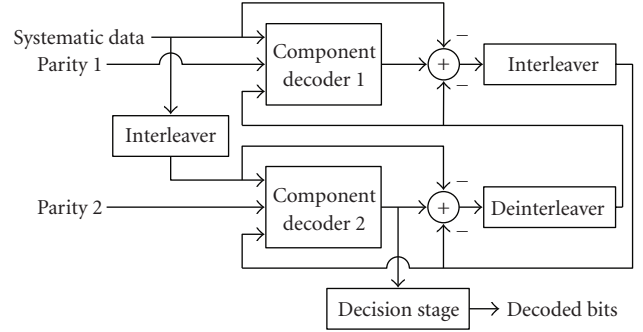 Systematic data
Parity 1
Component
decoder 1
−
+
−
Interleaver
Interleaver
Parity 2
Component
decoder 2
−
+
−
Deinterleaver
Decision stage
Decoded bits